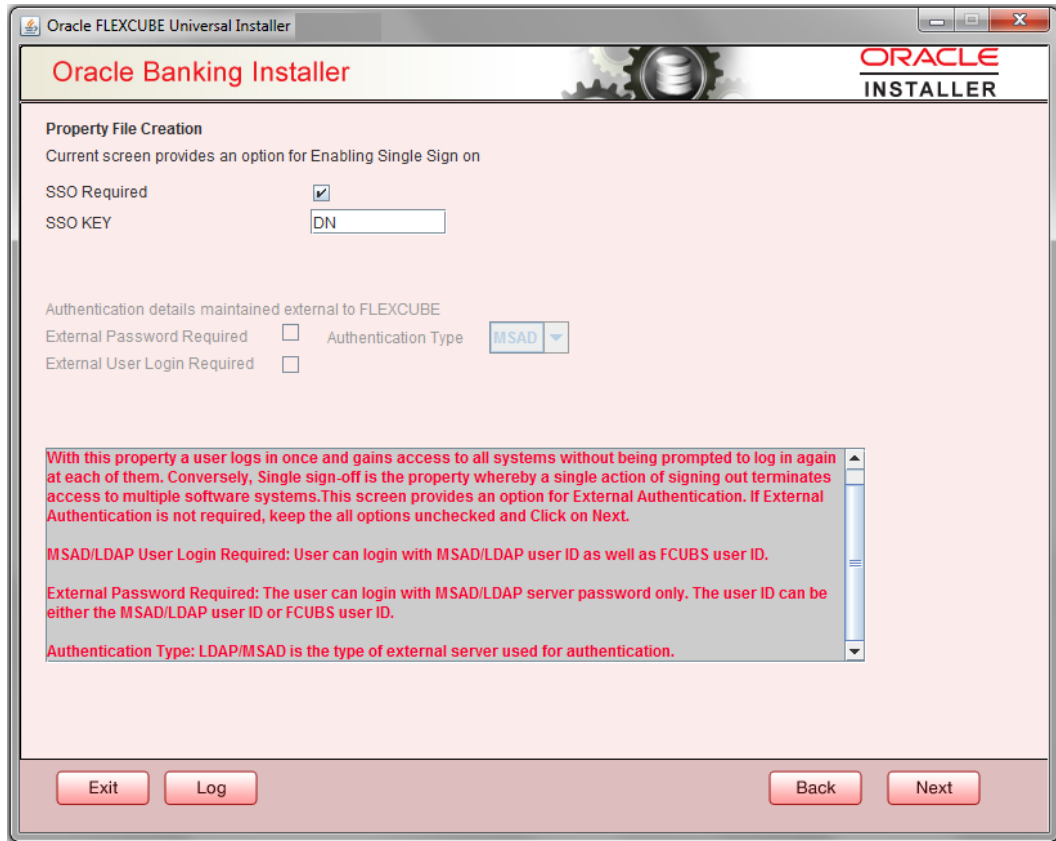 Oracle FLEXCUBE Universal Installer
Oracle Banking Installer
ORACLE
INSTALLER
Property File Creation
Current screen provides an option for Enabling Single Sign on
SSO Required
SSO KEY DN
Authentication details maintained external to FLEXCUBE
External Password Required Authentication Type MSAD
External User Login Required
With this property a user logs in once and gains access to all systems without being prompted to log in again
at each of them. Conversely, Single sign-off is the property whereby a single action of signing out terminates
access to multiple software systems.This screen provides an option for External Authentication. If External
Authentication is not required, keep the all options unchecked and Click on Next.
MSAD/LDAP User Login Required: User can login with MSAD/LDAP user ID as well as FCUBS user ID.
External Password Required: The user can login with MSAD/LDAP server password only. The user ID can be
either the MSAD/LDAP user ID or FCUBS user ID.
Authentication Type: LDAP/MSAD is the type of external server used for authentication.
Exit Log Back Next